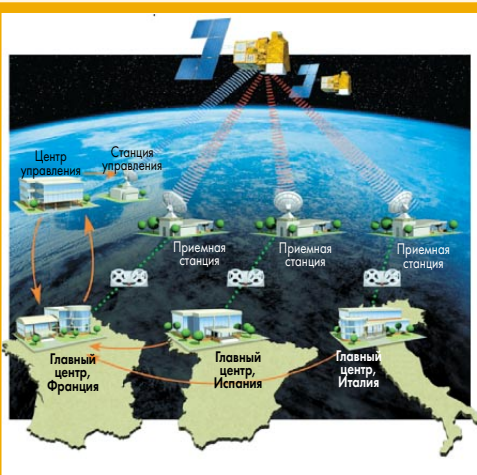 Центр
управления
Станция
управления
Приемная
станция
Приемная
станция
Приемная
станция
Главный
центр,
Франция
Главный
центр,
Испания
Главный
центр,
Италия